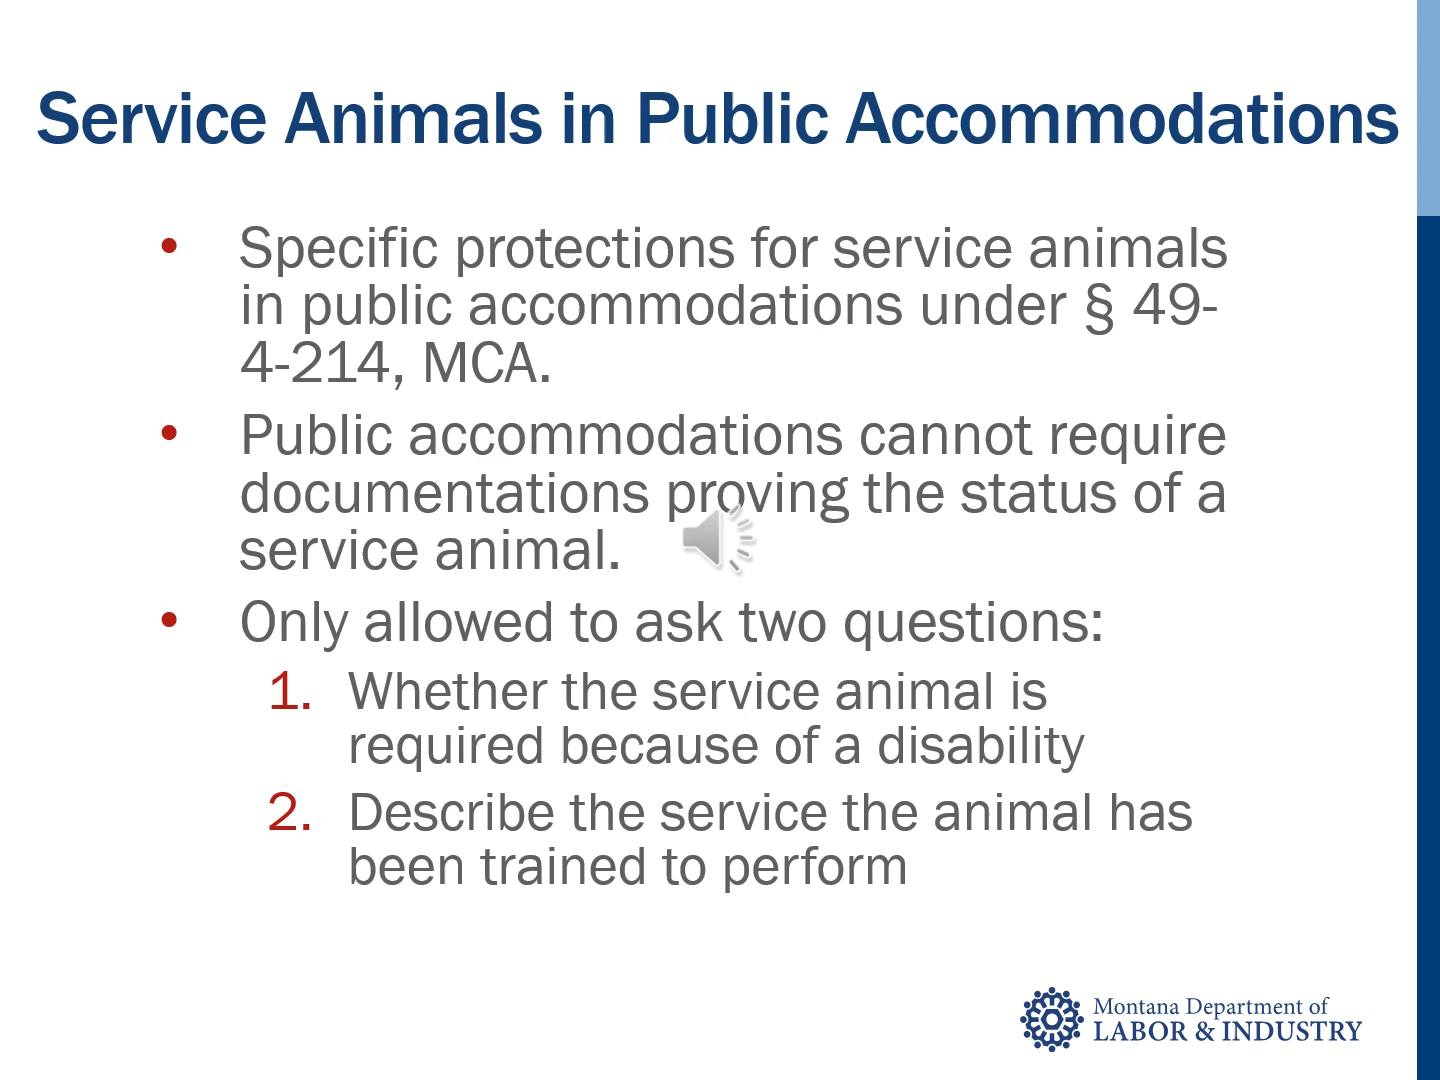 Service Animals in Public Accommodations
• Specific protections for service animals
in public accommodations under § 49-
4-214, MCA.
• Public accommodations cannot require
documentations proving the status of a
service animal.
• Only allowed to ask two questions:
1. Whether the service animal is
required because of a disability
2. Describe the service the animal has
been trained to perform
Montana Department of
LABOR & INDUSTRY